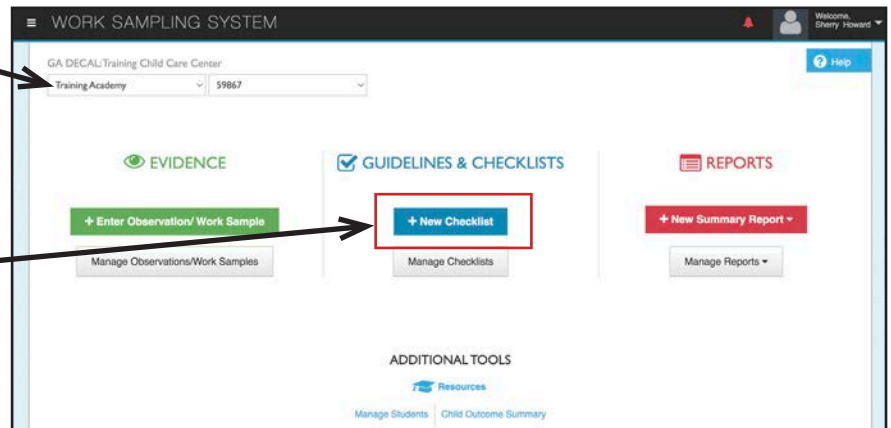 WORK SAMPLING SYSTEM
Welcome,
Sherry Howard
GA DECAL:Training Child Care Center
Help
Training Academy
59867
EVIDENCE
GUIDELINES & CHECKLISTS
REPORTS
+ Enter Observation/ Work Sample
+ New Checklist
+ New Summary Report
Manage Observations/Work Samples
Manage Checklists
Manage Reports
ADDITIONAL TOOLS
Resources
Manage Students
Child Outcome Summary